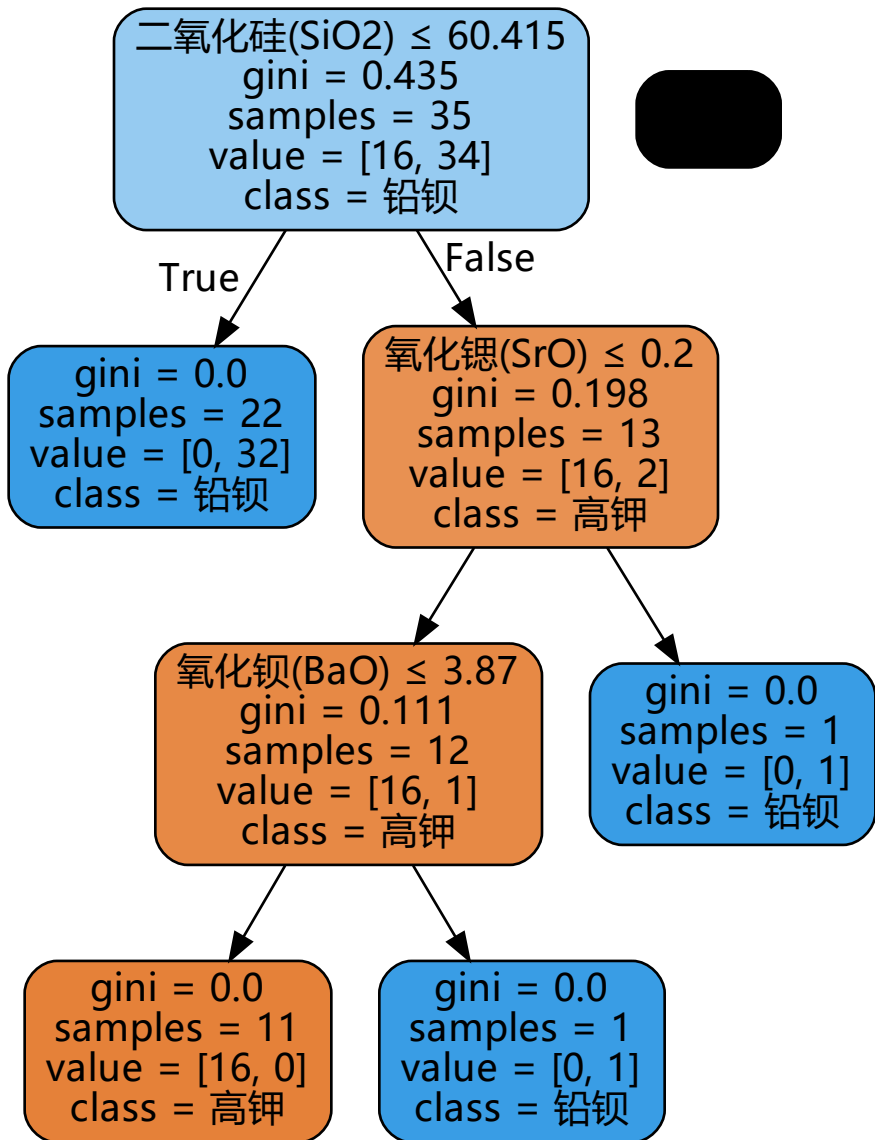 二氧化硅(SiO2) ≤ 60.415
gini = 0.435
samples = 35
value = [16, 34]
class = 铅钡
True
False
gini = 0.0
samples = 22
value = [0, 32]
class = 铅钡
氧化锶(SrO) ≤ 0.2
gini = 0.198
samples = 13
value = [16, 2]
class = 高钾
氧化钡(BaO) ≤ 3.87
gini = 0.111
samples = 12
value = [16, 1]
class = 高钾
gini = 0.0
samples = 1
value = [0, 1]
class = 铅钡
gini = 0.0
samples = 11
value = [16, 0]
class = 高钾
gini = 0.0
samples = 1
value = [0, 1]
class = 铅钡